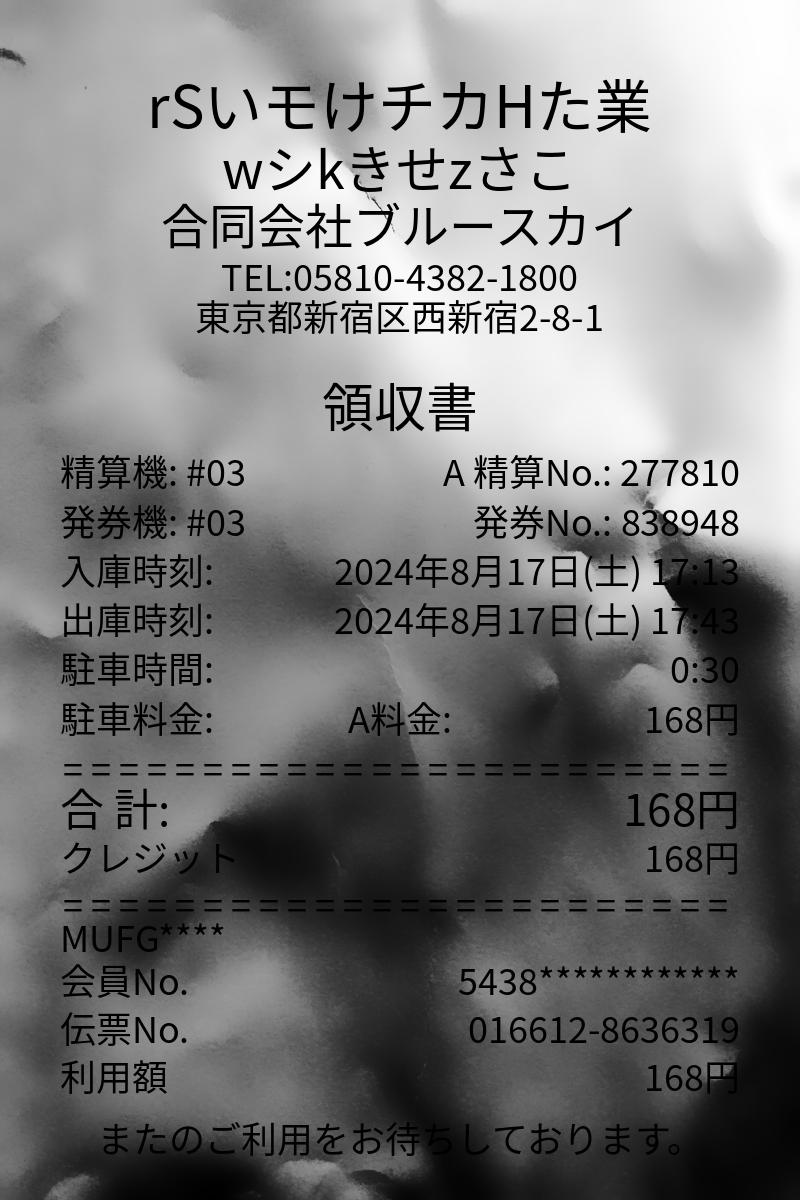 rSいモけチカHた業
wシkきせzさこ
合同会社ブルースカイ
TEL:05810-4382-1800
東京都新宿区西新宿2-8-1
領収書
精算機: #03 A 精算No.: 277810
発券機: #03 発券No.: 838948
入庫時刻: 2024年8月17日(土) 17:13
出庫時刻: 2024年8月17日(土) 17:43
駐車時間: 0:30
駐車料金: A料金: 168円
========================
合 計: 168円
クレジット 168円
========================
MUFG****
会員No. 5438************
伝票No. 016612-8636319
利用額 168円
またのご利用をお待ちしております。